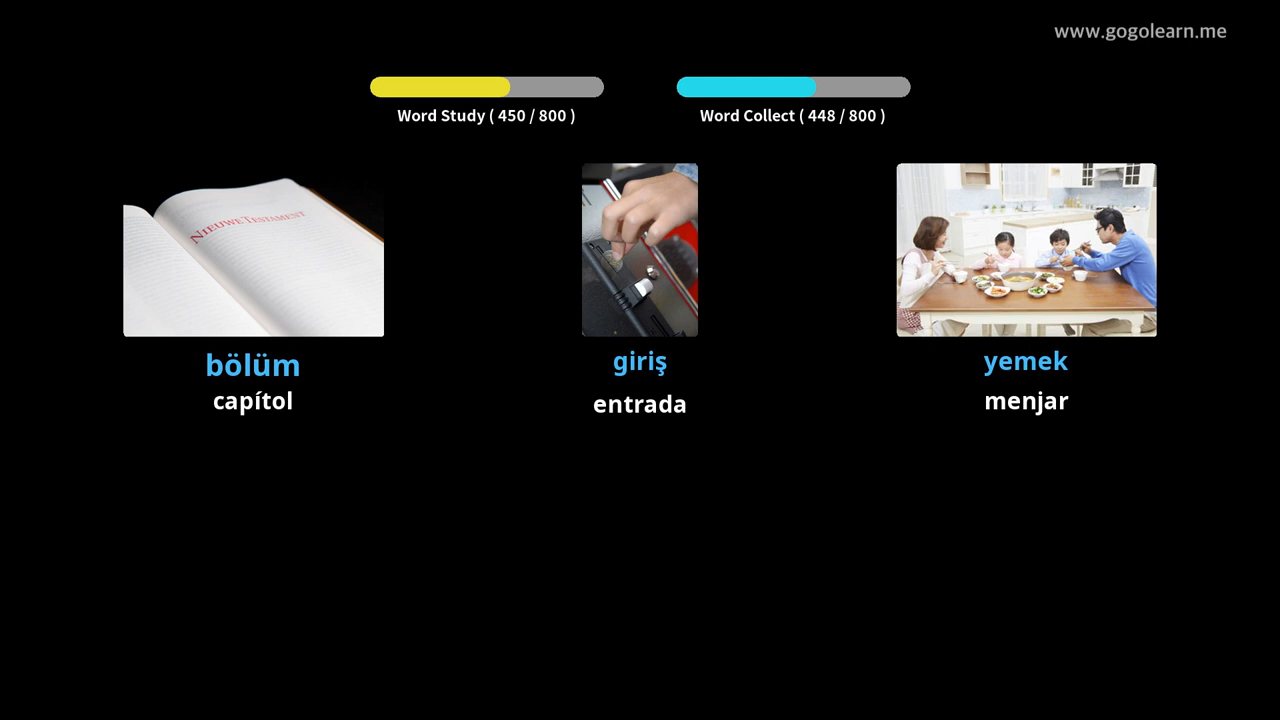 www.gogolearn.me
Word Study ( 450 / 800 )
Word Collect ( 448 / 800 )
NIEUWE TESTAMENT
bölüm
capítol
giriş
entrada
yemek
menjar